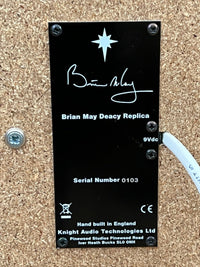 Brian May
Brian May Deacy Replica
9Vdc
Serial Number 0103
CE
Hand built in England
Knight Audio Technologies Ltd
Pinewood Studios Pinewood Road
Iver Heath Bucks SL0 0NH